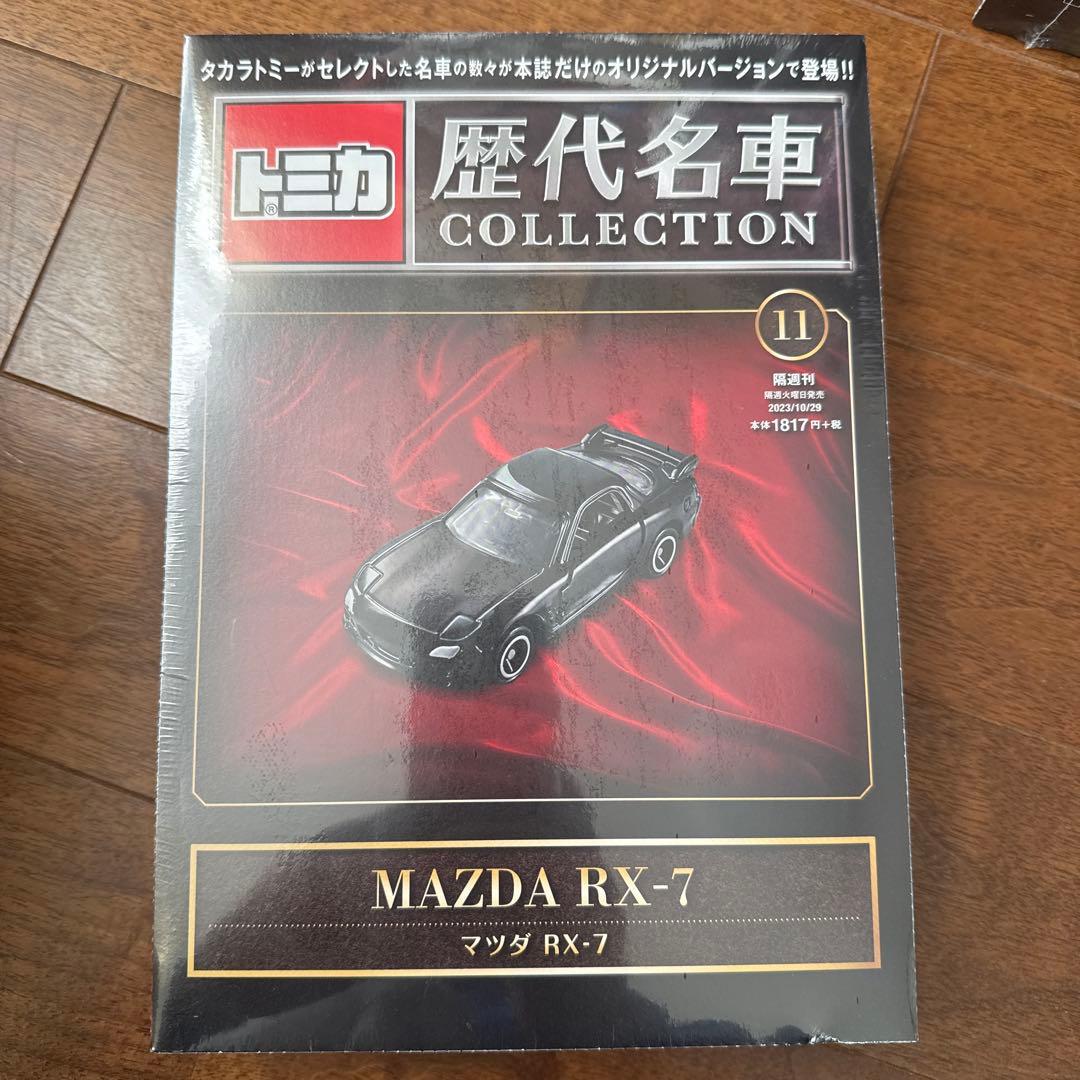 タカラトミーがセレクトした名車の数々が本誌だけのオリジナルバージョンで登場!!
トミカ®
歴代名車
COLLECTION
11
隔週刊
隔週火曜日発売
2023/10/29
本体1817円+税
MAZDA RX-7
マツダ RX-7